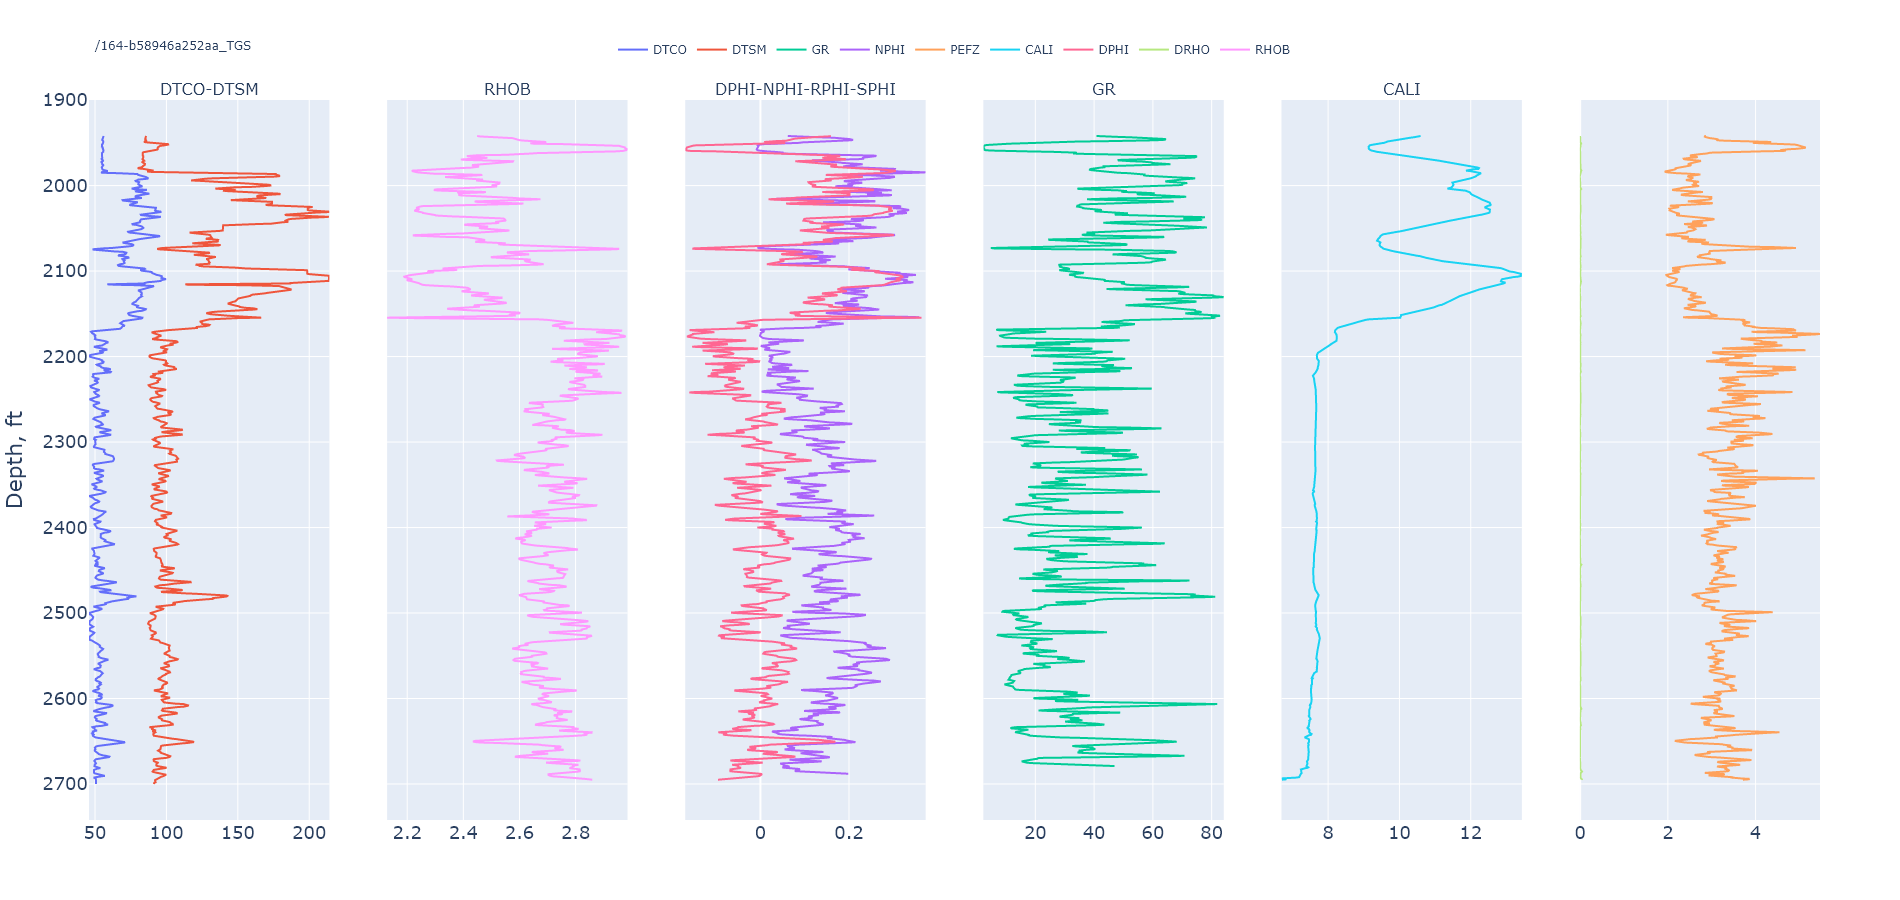 /164-b58946a252aa_TGS
DTCO DTSM GR NPHI PEFZ CALI DPHI DRHO RHOB
DTCO-DTSM RHOB DPHI-NPHI-RPHI-SPHI GR CALI
1900
2000
2100
2200
2300
2400
2500
2600
2700
Depth, ft
50 100 150 200 2.2 2.4 2.6 2.8 0 0.2 20 40 60 80 8 10 12 0 2 4